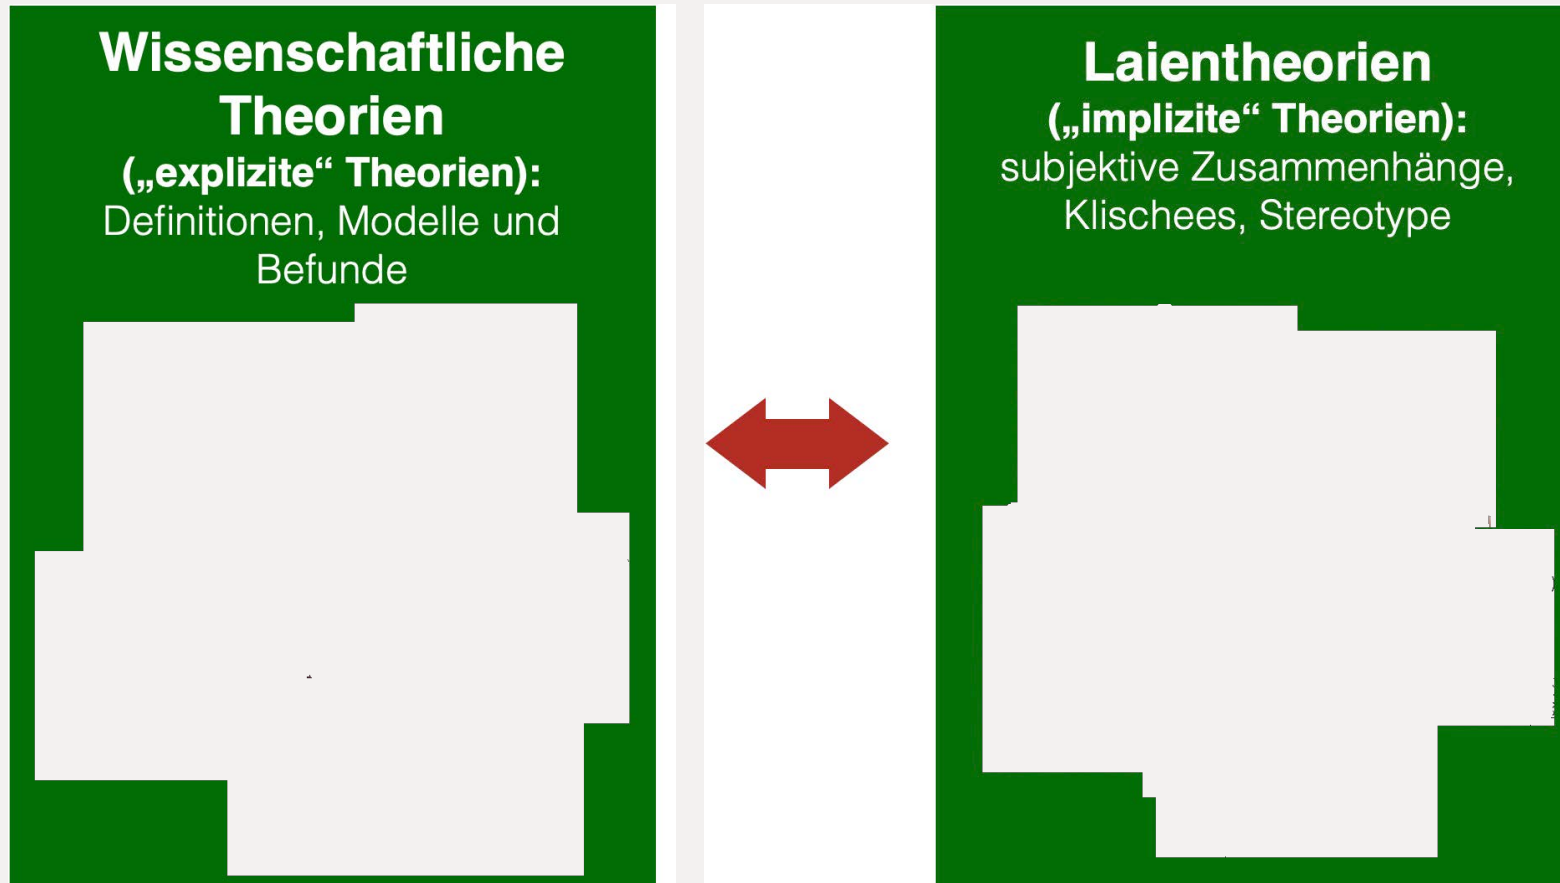 Wissenschaftliche
Theorien
(„explizite“ Theorien):
Definitionen, Modelle und
Befunde
Laientheorien
(„implizite“ Theorien):
subjektive Zusammenhänge,
Klischees, Stereotype